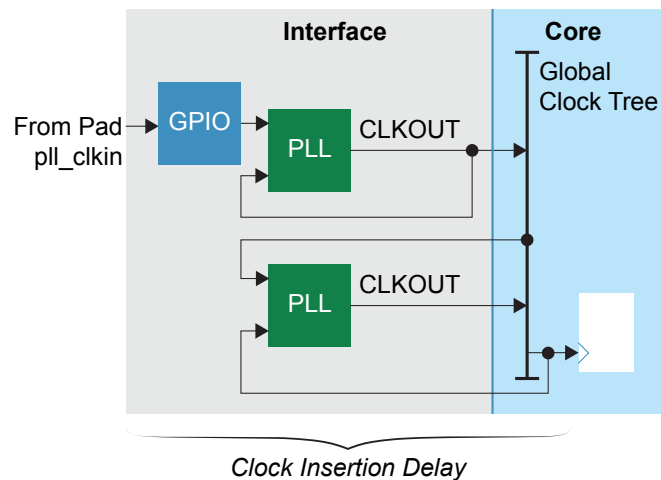 Interface
Core
Global
Clock Tree
From Pad
pll_clkin
GPIO
PLL
CLKOUT
PLL
CLKOUT
Clock Insertion Delay